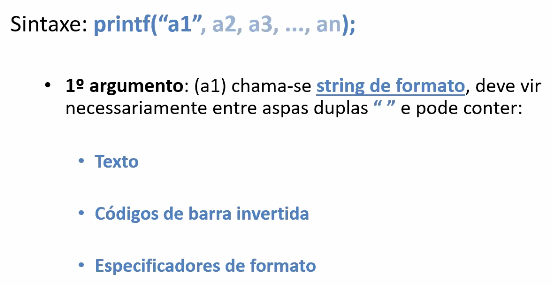 Sintaxe: printf(“a1”, a2, a3, ..., an);
• 1º argumento: (a1) chama-se string de formato, deve vir
necessariamente entre aspas duplas “ ” e pode conter:
• Texto
• Códigos de barra invertida
• Especificadores de formato